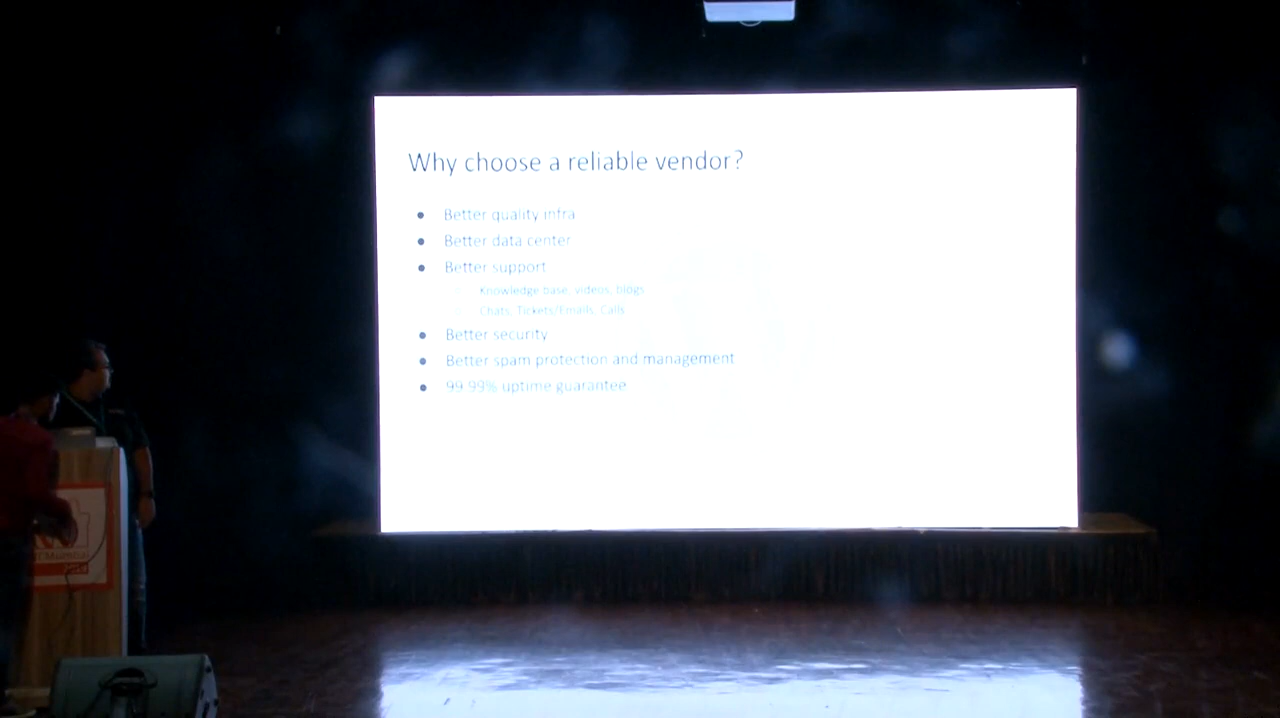 Why choose a reliable vendor?
Better quality infra
Better data center
Better support
Knowledge base, videos, blogs
Chats, Tickets/Emails, Calls
Better security
Better spam protection and management
99.99% uptime guarantee
Mumbai